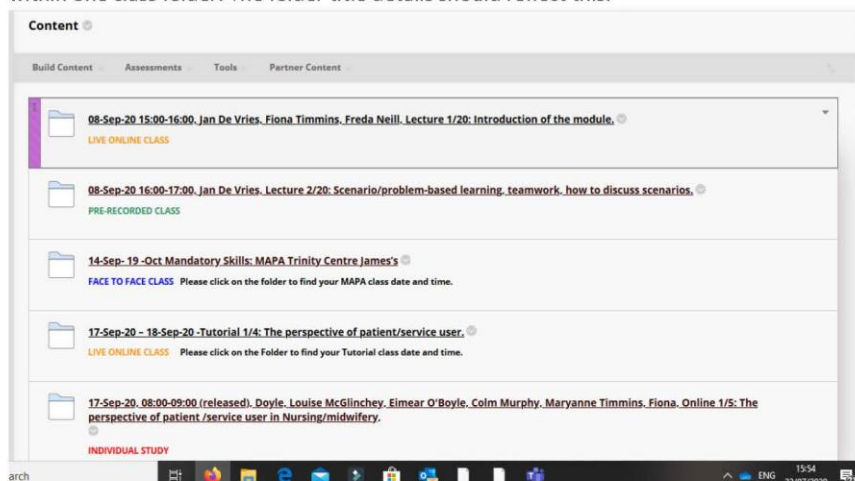 within one class folder. The folder title details should reflect this.
Content
Build Content Assessments Tools Partner Content
08-Sep-20 15:00-16:00, Jan De Vries, Fiona Timmins, Freda Neill, Lecture 1/20: Introduction of the module.
LIVE ONLINE CLASS
08-Sep-20 16:00-17:00, Jan De Vries, Lecture 2/20: Scenario/problem-based learning, teamwork, how to discuss scenarios.
PRE-RECORDED CLASS
14-Sep- 19 -Oct Mandatory Skills: MAPA Trinity Centre James's
FACE TO FACE CLASS Please click on the folder to find your MAPA class date and time.
17-Sep-20 – 18-Sep-20 -Tutorial 1/4: The perspective of patient/service user.
LIVE ONLINE CLASS Please click on the Folder to find your Tutorial class date and time.
17-Sep-20, 08:00-09:00 (released), Doyle, Louise McGlinchey, Eimear O'Boyle, Colm Murphy, Maryanne Timmins, Fiona, Online 1/5: The
perspective of patient /service user in Nursing/midwifery.
INDIVIDUAL STUDY
arch
ENG
15:54